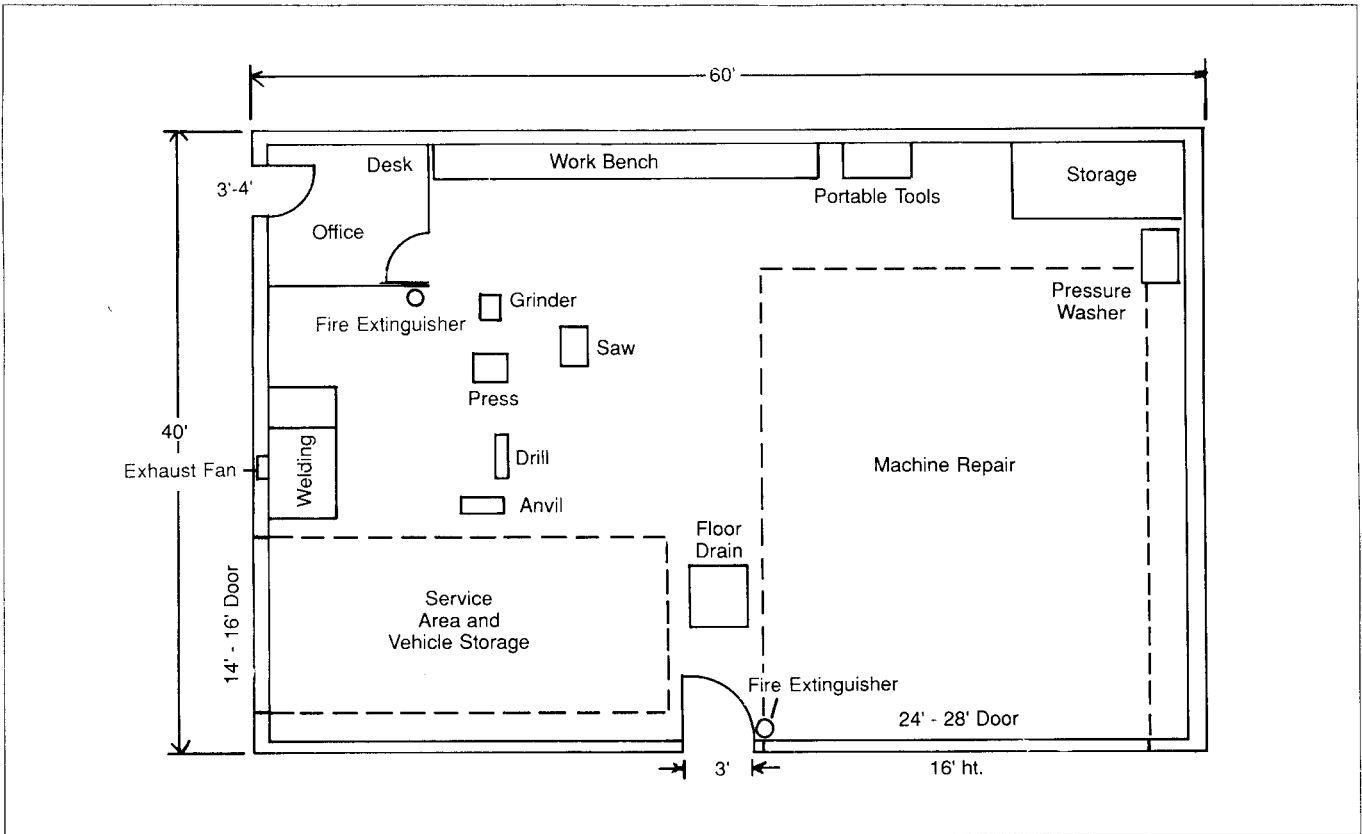 60'
Desk
Work Bench
Storage
3'-4'
Portable Tools
Office
Pressure
Washer
Grinder
Fire Extinguisher
Saw
Press
40'
Welding
Exhaust Fan
Drill
Machine Repair
Anvil
Floor
Drain
14' - 16' Door
Service
Area and
Vehicle Storage
Fire Extinguisher
24' - 28' Door
3'
16' ht.